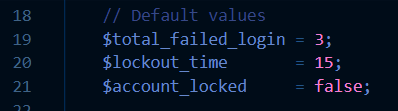 18 // Default values
19 $total_failed_login = 3;
20 $lockout_time = 15;
21 $account_locked = false;